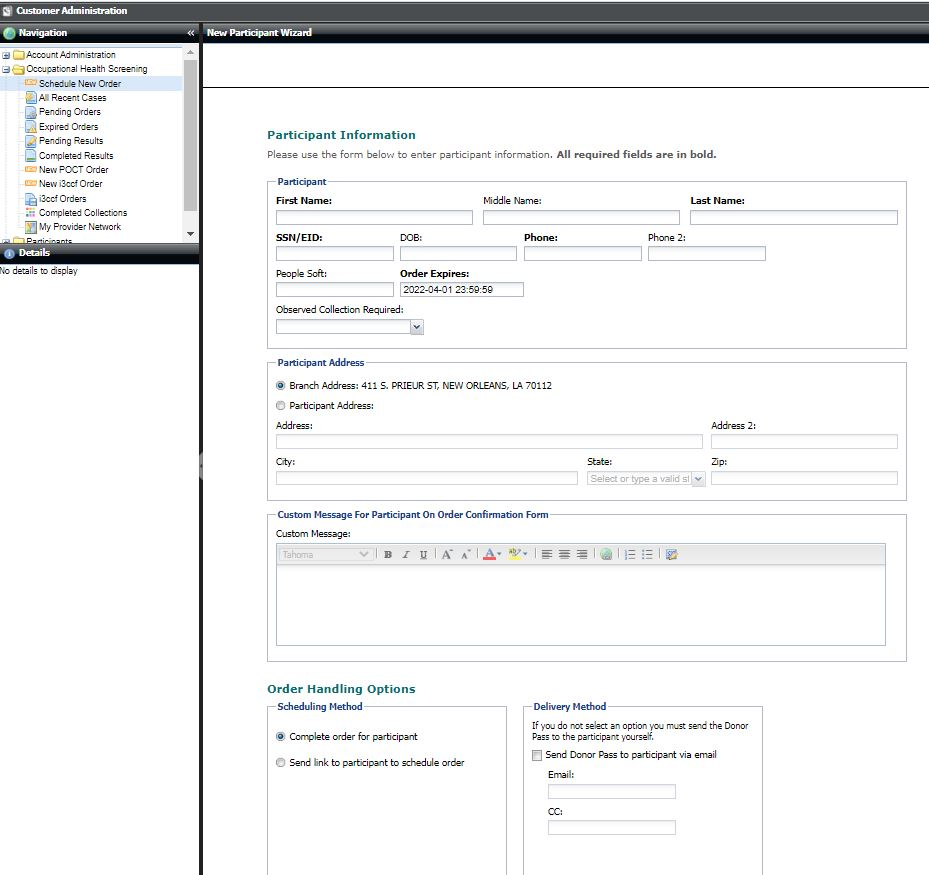 Customer Administration
Navigation
Account Administration
Occupational Health Screening
Schedule New Order
All Recent Cases
Pending Orders
Expired Orders
Pending Results
Completed Results
New POCT Order
New i3ccf Order
i3ccf Orders
Completed Collections
My Provider Network
Participants
Details
No details to display
New Participant Wizard
Participant Information
Please use the form below to enter participant information. All required fields are in bold.
Participant
First Name: Middle Name: Last Name:
SSN/EID: DOB: Phone: Phone 2:
People Soft: Order Expires:
2022-04-01 23:59:59
Observed Collection Required:
Participant Address
Branch Address: 411 S. PRIEUR ST, NEW ORLEANS, LA 70112
Participant Address:
Address: Address 2:
City: State: Zip:
Select or type a valid st
Custom Message For Participant On Order Confirmation Form
Custom Message:
Tahoma B I U A A A ab
Order Handling Options
Scheduling Method
Complete order for participant
Send link to participant to schedule order
Delivery Method
If you do not select an option you must send the Donor
Pass to the participant yourself.
Send Donor Pass to participant via email
Email:
CC: